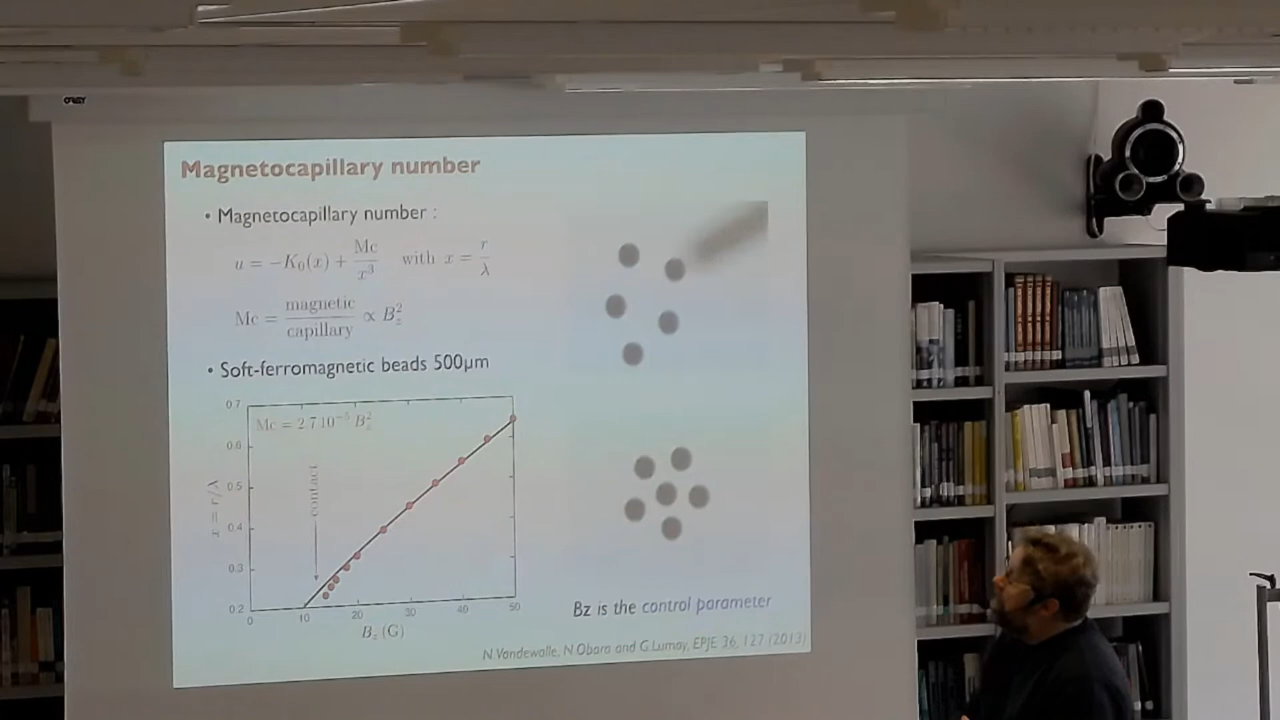 ORAY
Magnetocapillary number
• Magnetocapillary number :
u = −K₀(x) + Mc/x³ with x = r/λ
Mc = magnetic/capillary ∝ B_z²
• Soft-ferromagnetic beads 500µm
Mc = 2.7 10⁻⁵ B_z²
contact
x = r/λ
0.7
0.6
0.5
0.4
0.3
0.2
0 10 20 30 40 50
B_z (G)
Bz is the control parameter
N.Vandewalle, N.Obara and G.Lumay, EPJE 36, 127 (2013)